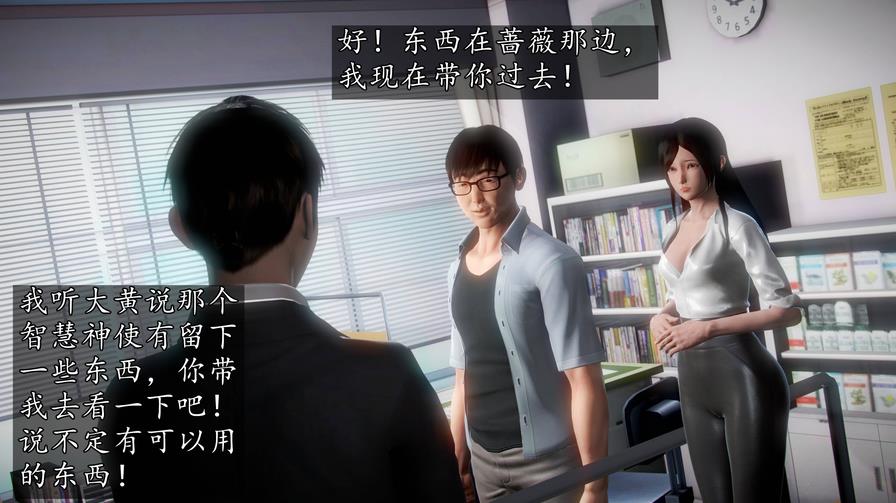 好！东西在蔷薇那边，
我现在带你过去！
我听大黄说那个
智慧神使有留下
一些东西，你带
我去看一下吧！
说不定有可以用
的东西！